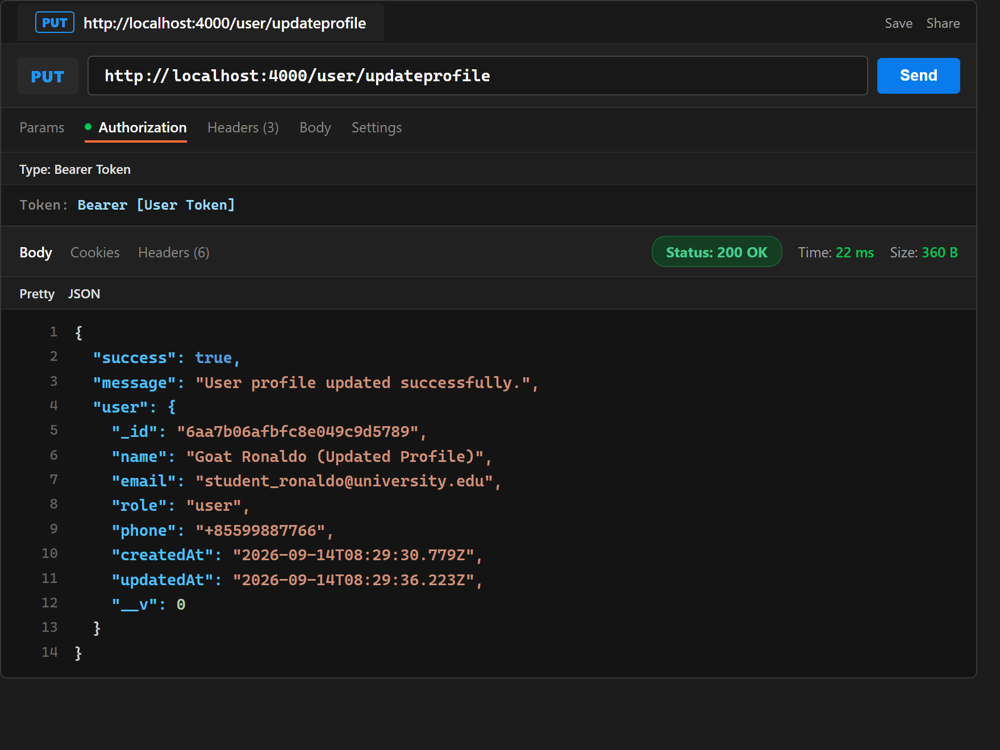 PUT http://localhost:4000/user/updateprofile Save Share
PUT http://localhost:4000/user/updateprofile Send
Params Authorization Headers (3) Body Settings
Type: Bearer Token
Token: Bearer [User Token]
Body Cookies Headers (6) Status: 200 OK Time: 22 ms Size: 360 B
Pretty JSON
1 {
2 "success": true,
3 "message": "User profile updated successfully.",
4 "user": {
5 "_id": "6aa7b06afbfc8e049c9d5789",
6 "name": "Goat Ronaldo (Updated Profile)",
7 "email": "student_ronaldo@university.edu",
8 "role": "user",
9 "phone": "+85599887766",
10 "createdAt": "2026-09-14T08:29:30.779Z",
11 "updatedAt": "2026-09-14T08:29:36.223Z",
12 "__v": 0
13 }
14 }